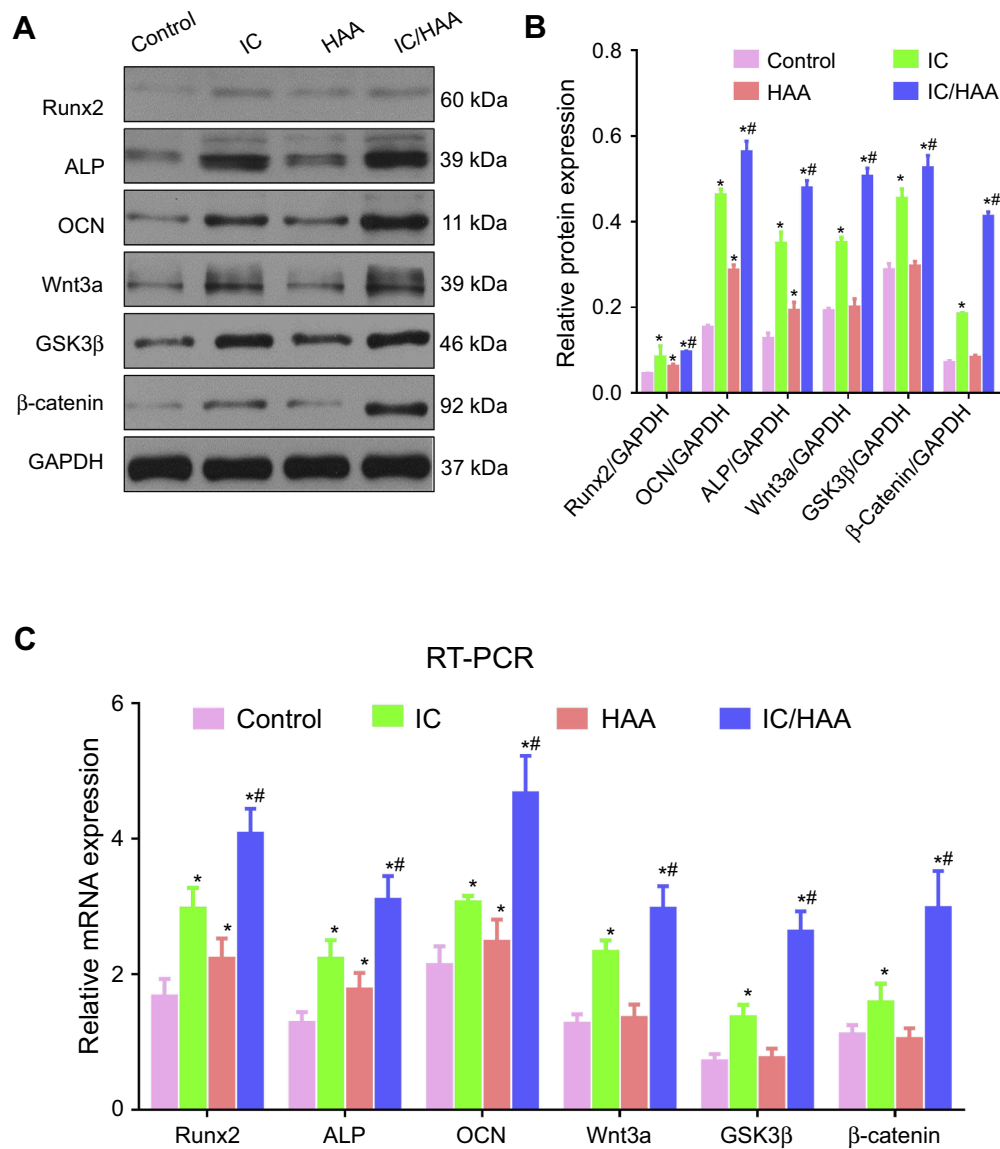 A
Control IC HAA IC/HAA
Runx2 60 kDa
ALP 39 kDa
OCN 11 kDa
Wnt3a 39 kDa
GSK3β 46 kDa
β-catenin 92 kDa
GAPDH 37 kDa
B
Control IC
HAA IC/HAA
Relative protein expression
0.8
0.6
0.4
0.2
0.0
* * *#
* * *#
* * *#
* *#
* *#
* *#
Runx2/GAPDH
OCN/GAPDH
ALP/GAPDH
Wnt3a/GAPDH
GSK3β/GAPDH
β-Catenin/GAPDH
C
RT-PCR
Control IC HAA IC/HAA
Relative mRNA expression
6
4
2
0
* * *#
* * *#
* * *#
* *#
* *#
* *#
Runx2 ALP OCN Wnt3a GSK3β β-catenin